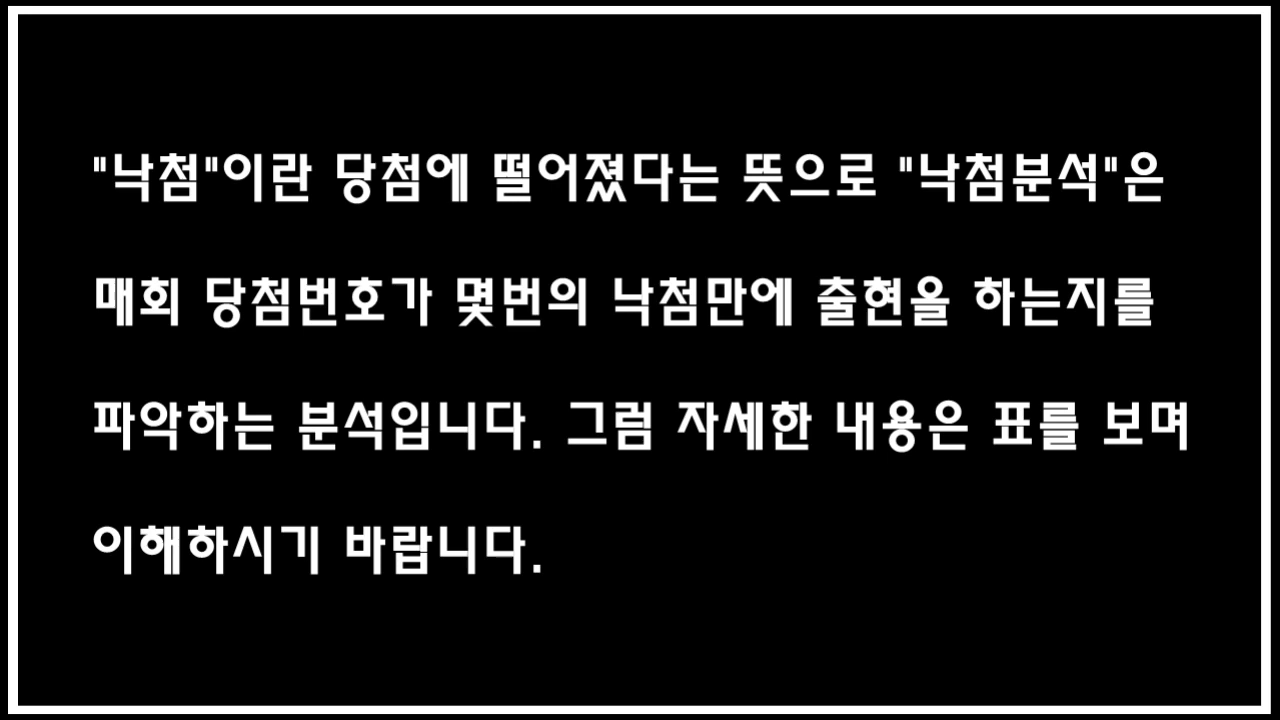 "낙첨"이란 당첨에 떨어졌다는 뜻으로 "낙첨분석"은
매회 당첨번호가 몇번의 낙첨만에 출현을 하는지를
파악하는 분석입니다. 그럼 자세한 내용은 표를 보며
이해하시기 바랍니다.